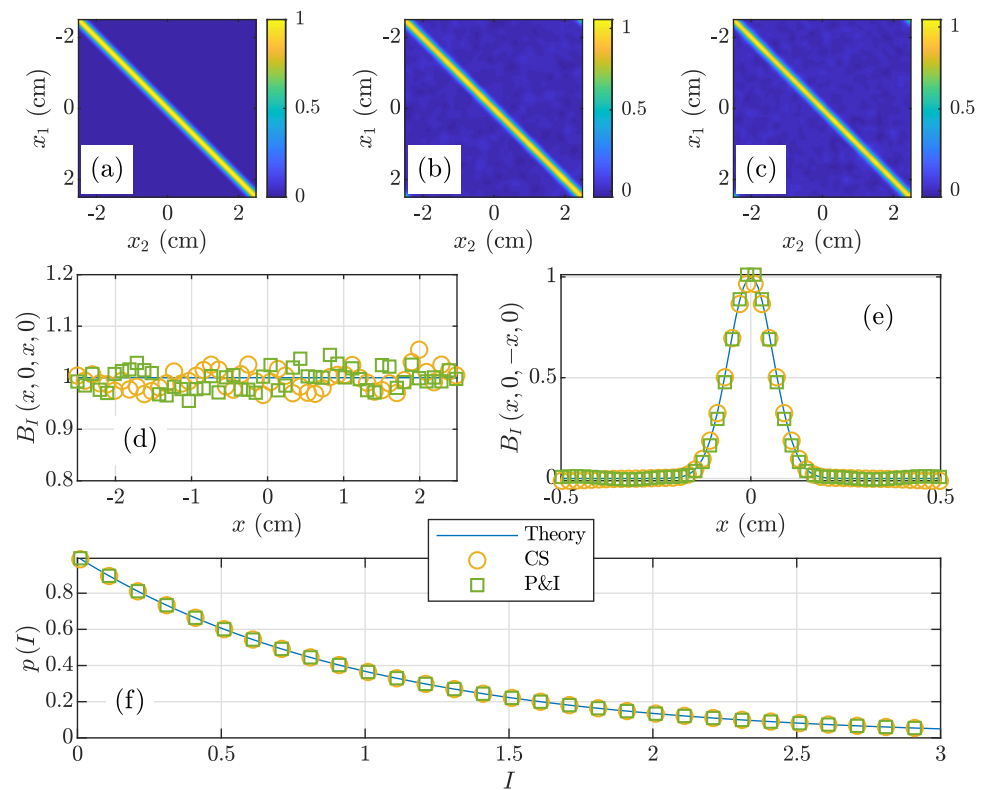 -2
0
2
x₁ (cm)
(a)
-2 0 2
x₂ (cm)
1
0.5
0
-2
0
2
x₁ (cm)
(b)
-2 0 2
x₂ (cm)
1
0.5
0
-2
0
2
x₁ (cm)
(c)
-2 0 2
x₂ (cm)
1
0.5
0
1.2
1.1
1
0.9
0.8
B_I (x, 0, x, 0)
(d)
-2 -1 0 1 2
x (cm)
1
0.5
0
B_I (x, 0, −x, 0)
(e)
-0.5 0 0.5
x (cm)
Theory
CS
P&I
0.8
0.6
0.4
0.2
0
p (I)
(f)
0 0.5 1 1.5 2 2.5 3
I